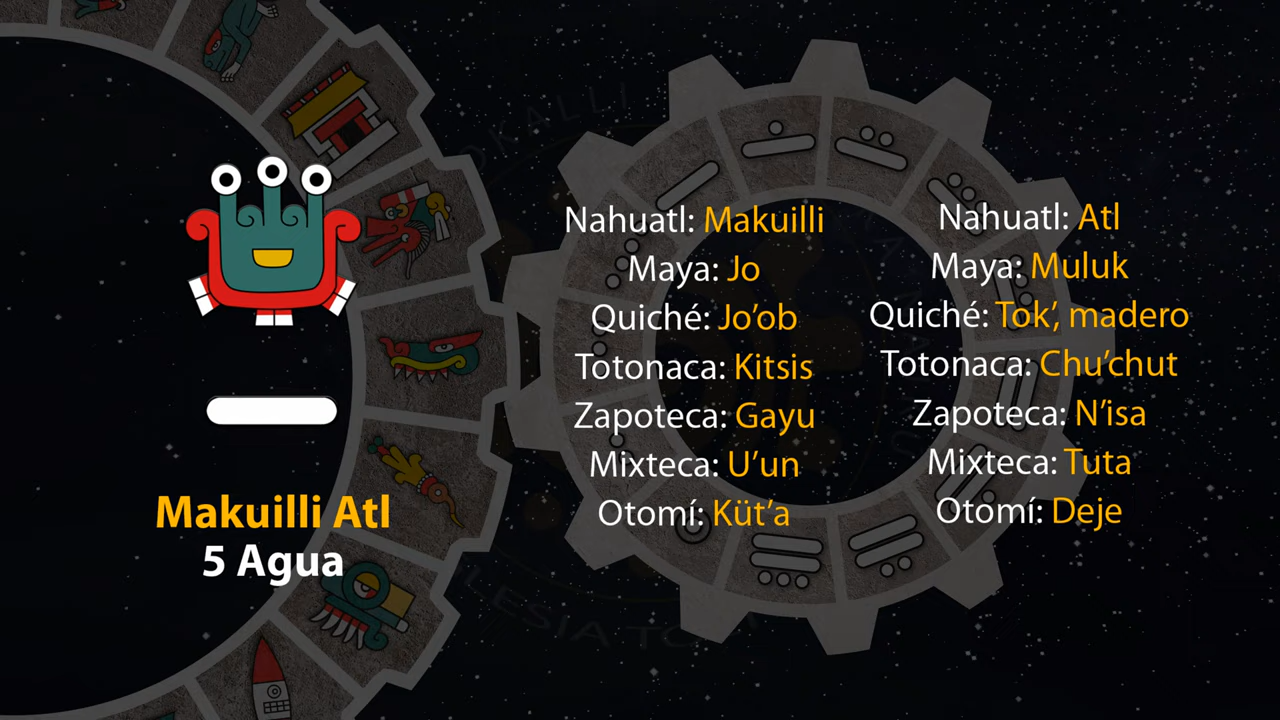 Makuilli Atl
5 Agua
Nahuatl: Makuilli
Maya: Jo
Quiché: Jo’ob
Totonaca: Kitsis
Zapoteca: Gayu
Mixteca: U’un
Otomí: Küt’a
Nahuatl: Atl
Maya: Muluk
Quiché: Tok’, madero
Totonaca: Chu’chut
Zapoteca: N’isa
Mixteca: Tuta
Otomí: Deje